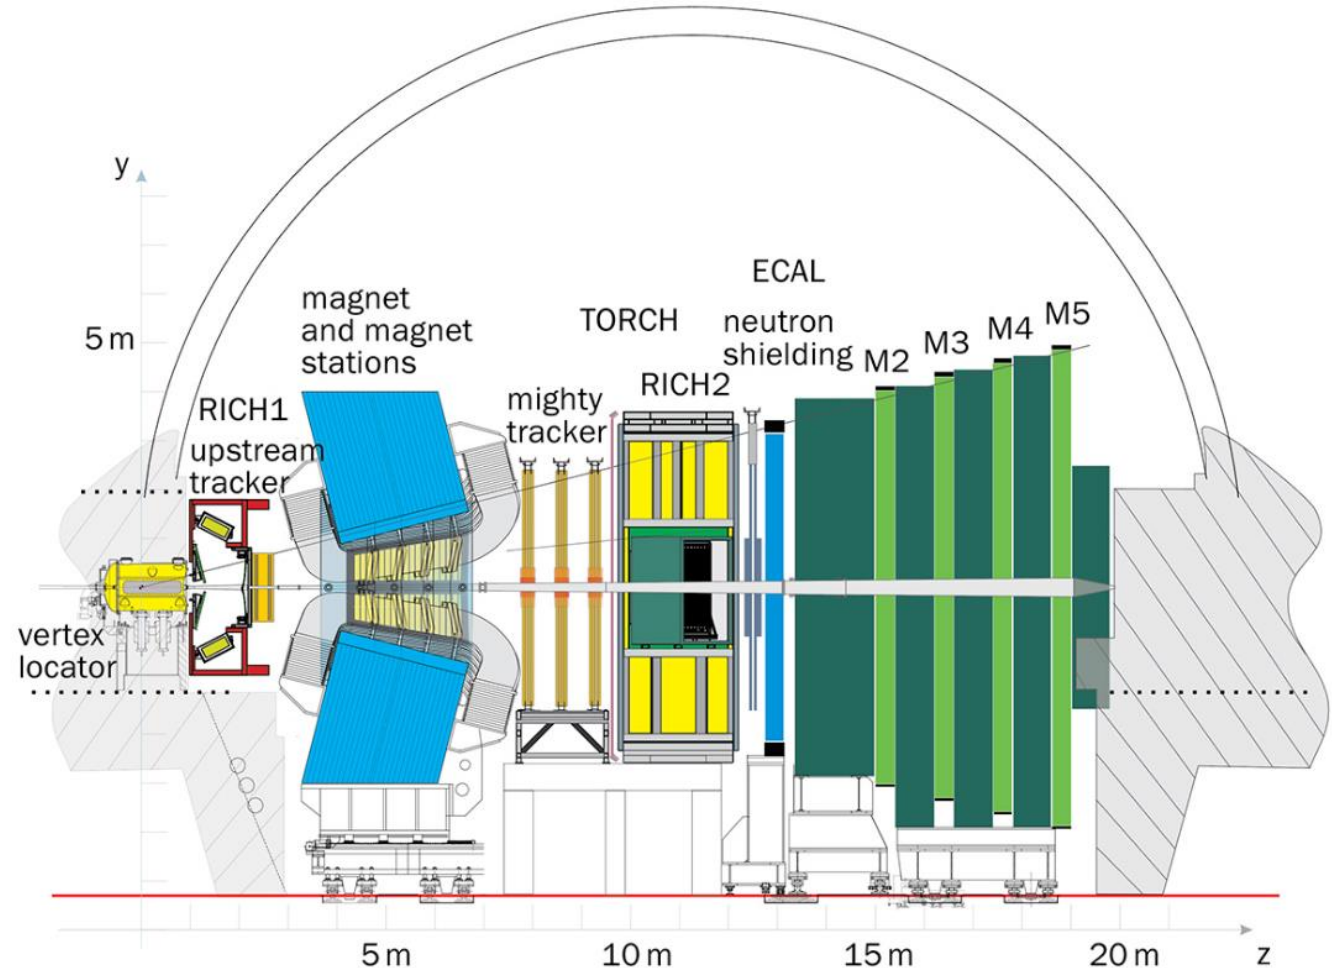 y
5 m
magnet
and magnet
stations
RICH1
upstream
tracker
mighty
tracker
TORCH
RICH2
ECAL
neutron
shielding
M2
M3
M4
M5
vertex
locator
5 m
10 m
15 m
20 m
z